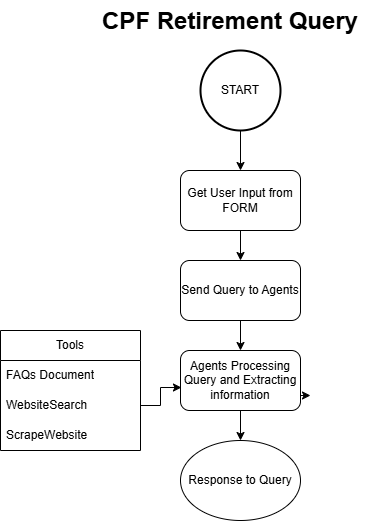 CPF Retirement Query
START
Get User Input from
FORM
Send Query to Agents
Tools
FAQs Document
WebsiteSearch
ScrapeWebsite
Agents Processing
Query and Extracting
information
Response to Query